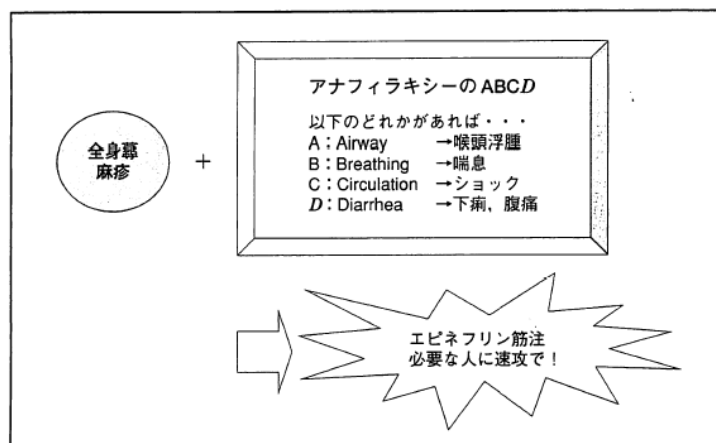 全身蕁
麻疹
+
アナフィラキシーのABCD
以下のどれかがあれば・・・
A：Airway →喉頭浮腫
B：Breathing →喘息
C：Circulation →ショック
D：Diarrhea →下痢，腹痛
エピネフリン筋注
必要な人に速攻で！